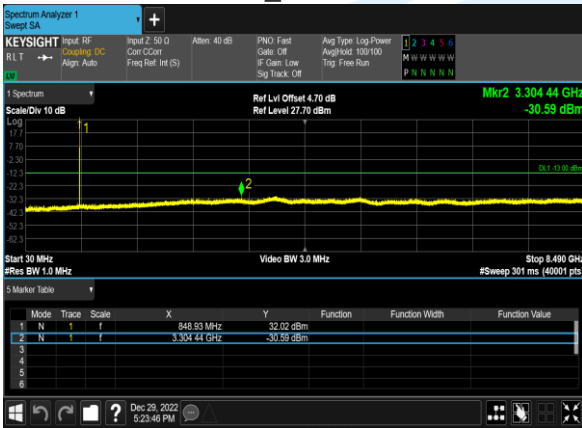 Spectrum Analyzer 1
Swept SA
+
KEYSIGHT Input: RF Input Z: 50 Ω Atten: 40 dB PNO: Fast Avg Type: Log-Power 1 2 3 4 5 6
RLT Coupling: DC Corr CCorr Gate: Off Avg|Hold: 100/100 M W W W W W
Align: Auto Freq Ref: Int (S) IF Gain: Low Trig: Free Run
Sig Track: Off P N N N N N
1 Spectrum
Ref Lvl Offset 4.70 dB Mkr2 3.304 44 GHz
Scale/Div 10 dB Ref Level 27.70 dBm -30.59 dBm
Log
1
17.7
7.70
-2.30
-12.3 DL1 -13.00 dBm
-22.3 2
-32.3
-42.3
-52.3
-62.3
Start 30 MHz Video BW 3.0 MHz Stop 8.490 GHz
#Res BW 1.0 MHz #Sweep 301 ms (40001 pts
5 Marker Table
Mode Trace Scale X Y Function Function Width Function Value
1 N 1 f 848.93 MHz 32.02 dBm
2 N 1 f 3.304 44 GHz -30.59 dBm
3
4
5
6
? Dec 29, 2022
5:23:46 PM